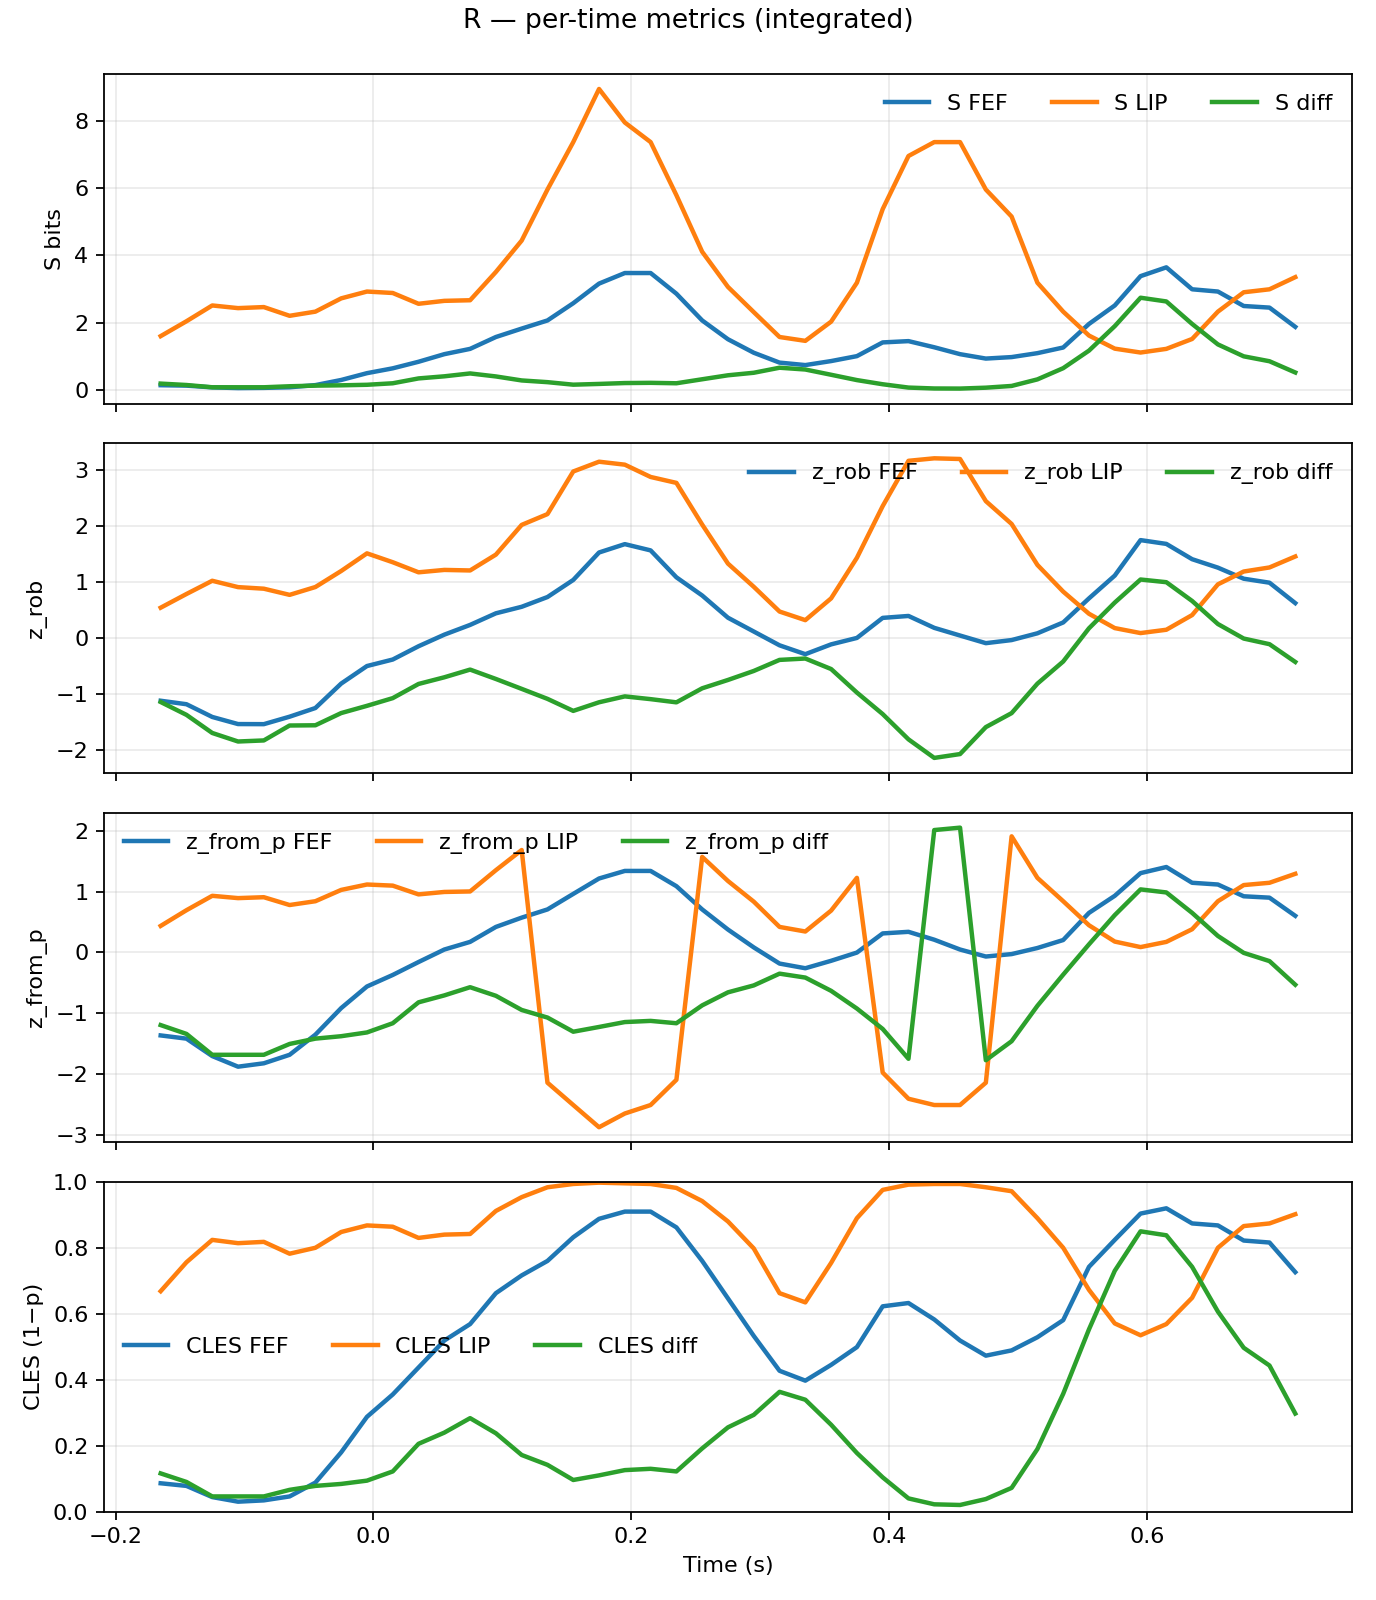 R — per-time metrics (integrated)
S FEF S LIP S diff
8
6
4
2
0
S bits
z_rob FEF z_rob LIP z_rob diff
3
2
1
0
−1
−2
z_rob
z_from_p FEF z_from_p LIP z_from_p diff
2
1
0
−1
−2
−3
z_from_p
1.0
0.8
0.6
CLES FEF CLES LIP CLES diff
0.4
0.2
0.0
CLES (1−p)
−0.2 0.0 0.2 0.4 0.6
Time (s)